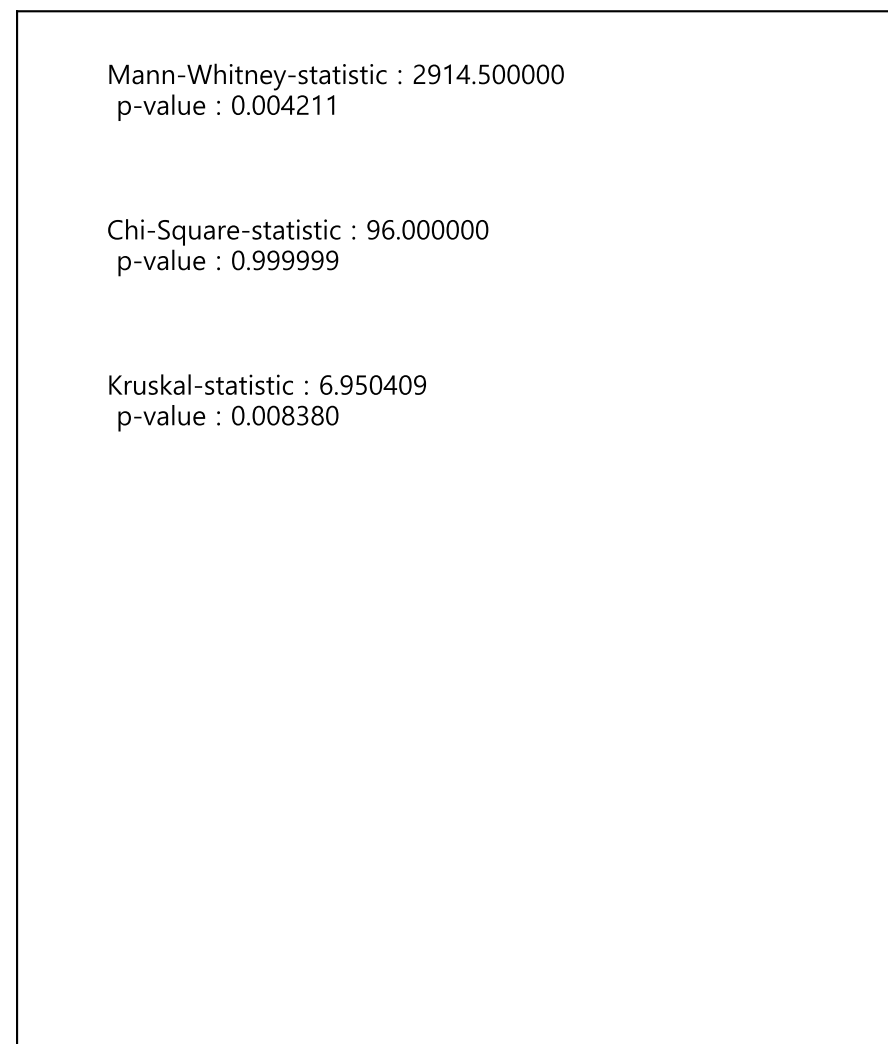 Mann-Whitney-statistic : 2914.500000
p-value : 0.004211
Chi-Square-statistic : 96.000000
p-value : 0.999999
Kruskal-statistic : 6.950409
p-value : 0.008380